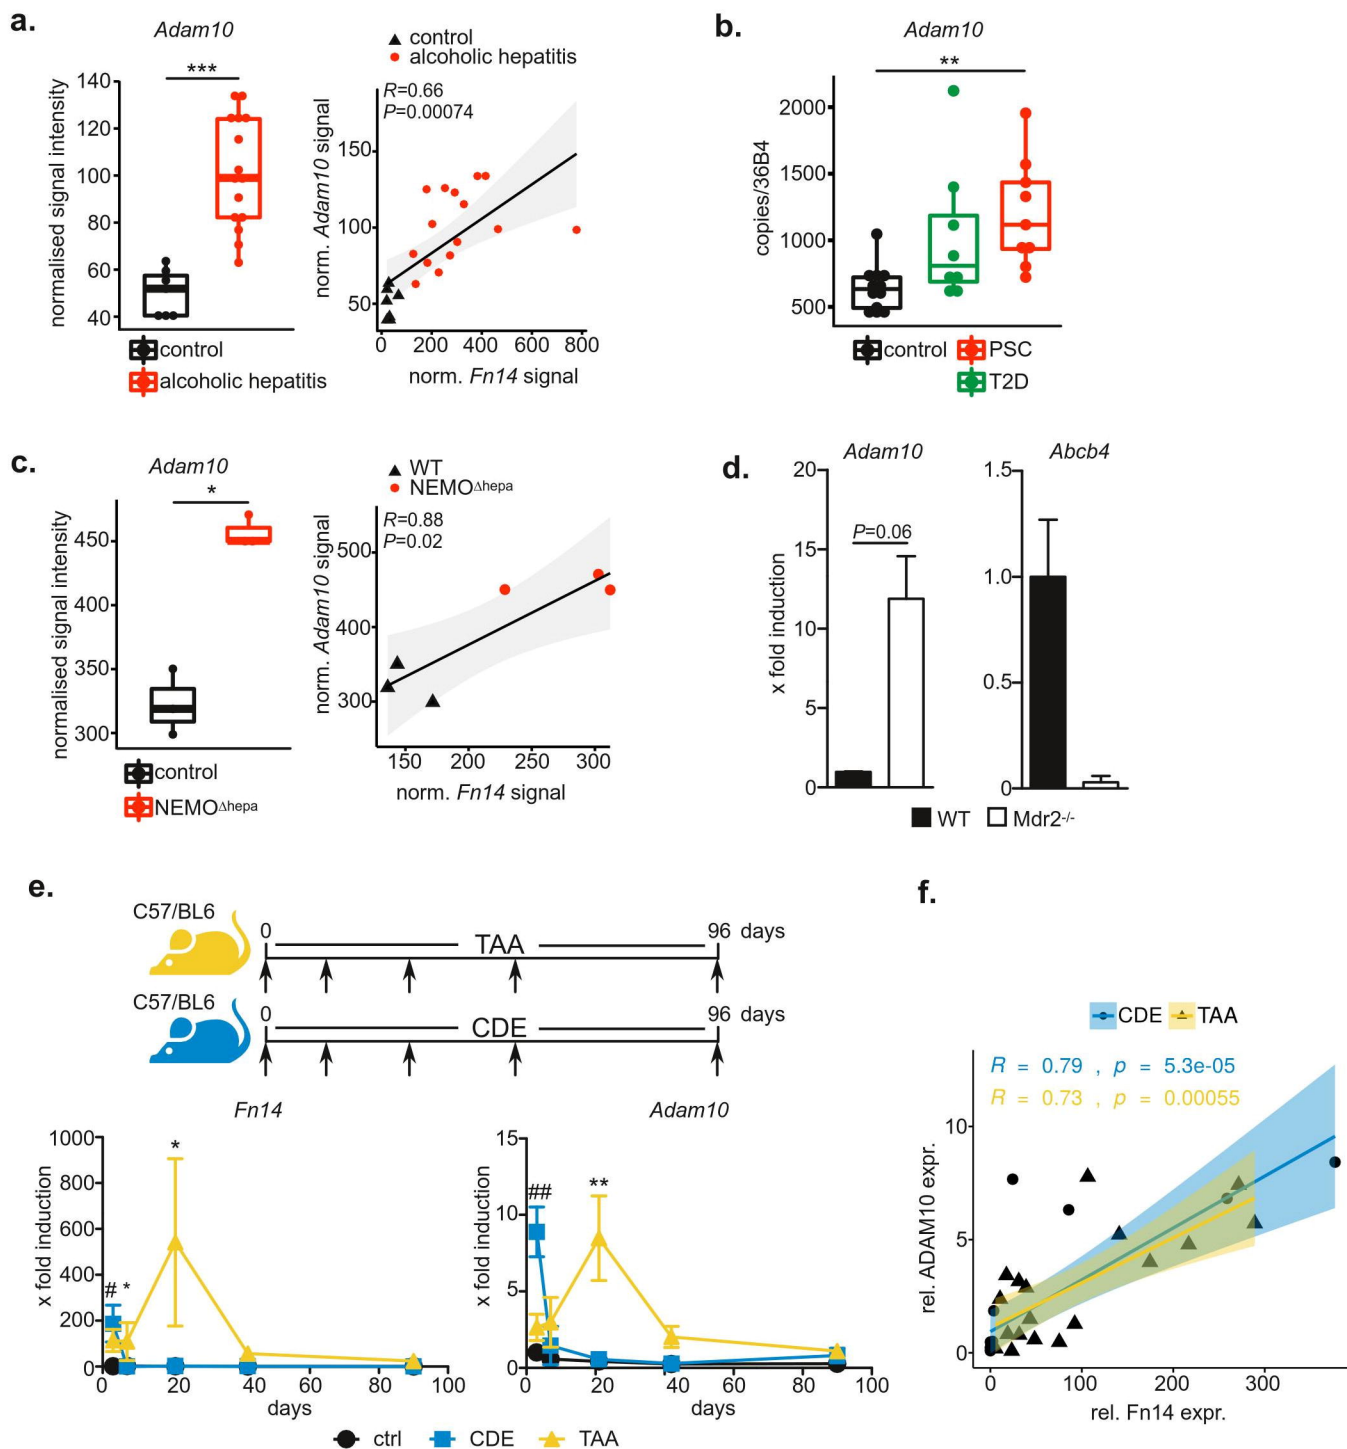 a.
Adam10
***
normalised signal intensity
140
120
100
80
60
40
control
alcoholic hepatitis
control
alcoholic hepatitis
R=0.66
P=0.00074
norm. Adam10 signal
150
100
50
0 200 400 600 800
norm. Fn14 signal
b.
Adam10
**
copies/36B4
2000
1500
1000
500
control PSC
T2D
c.
Adam10
*
normalised signal intensity
450
400
350
300
control
NEMOΔhepa
WT
NEMOΔhepa
R=0.88
P=0.02
norm. Adam10 signal
500
400
300
150 200 250 300
norm. Fn14 signal
d.
Adam10
x fold induction
20
15
10
5
0
P=0.06
Abcb4
1.5
1.0
0.5
0
WT Mdr2-/-
e.
C57/BL6
0 TAA 96 days
C57/BL6
0 CDE 96 days
Fn14
x fold induction
1000
800
600
400
200
0
# * *
0 20 40 60 80 100
days
Adam10
x fold induction
15
10
5
0
## **
0 20 40 60 80 100
days
ctrl CDE TAA
f.
CDE TAA
R = 0.79 , p = 5.3e-05
R = 0.73 , p = 0.00055
rel. ADAM10 expr.
10
5
0
0 100 200 300
rel. Fn14 expr.